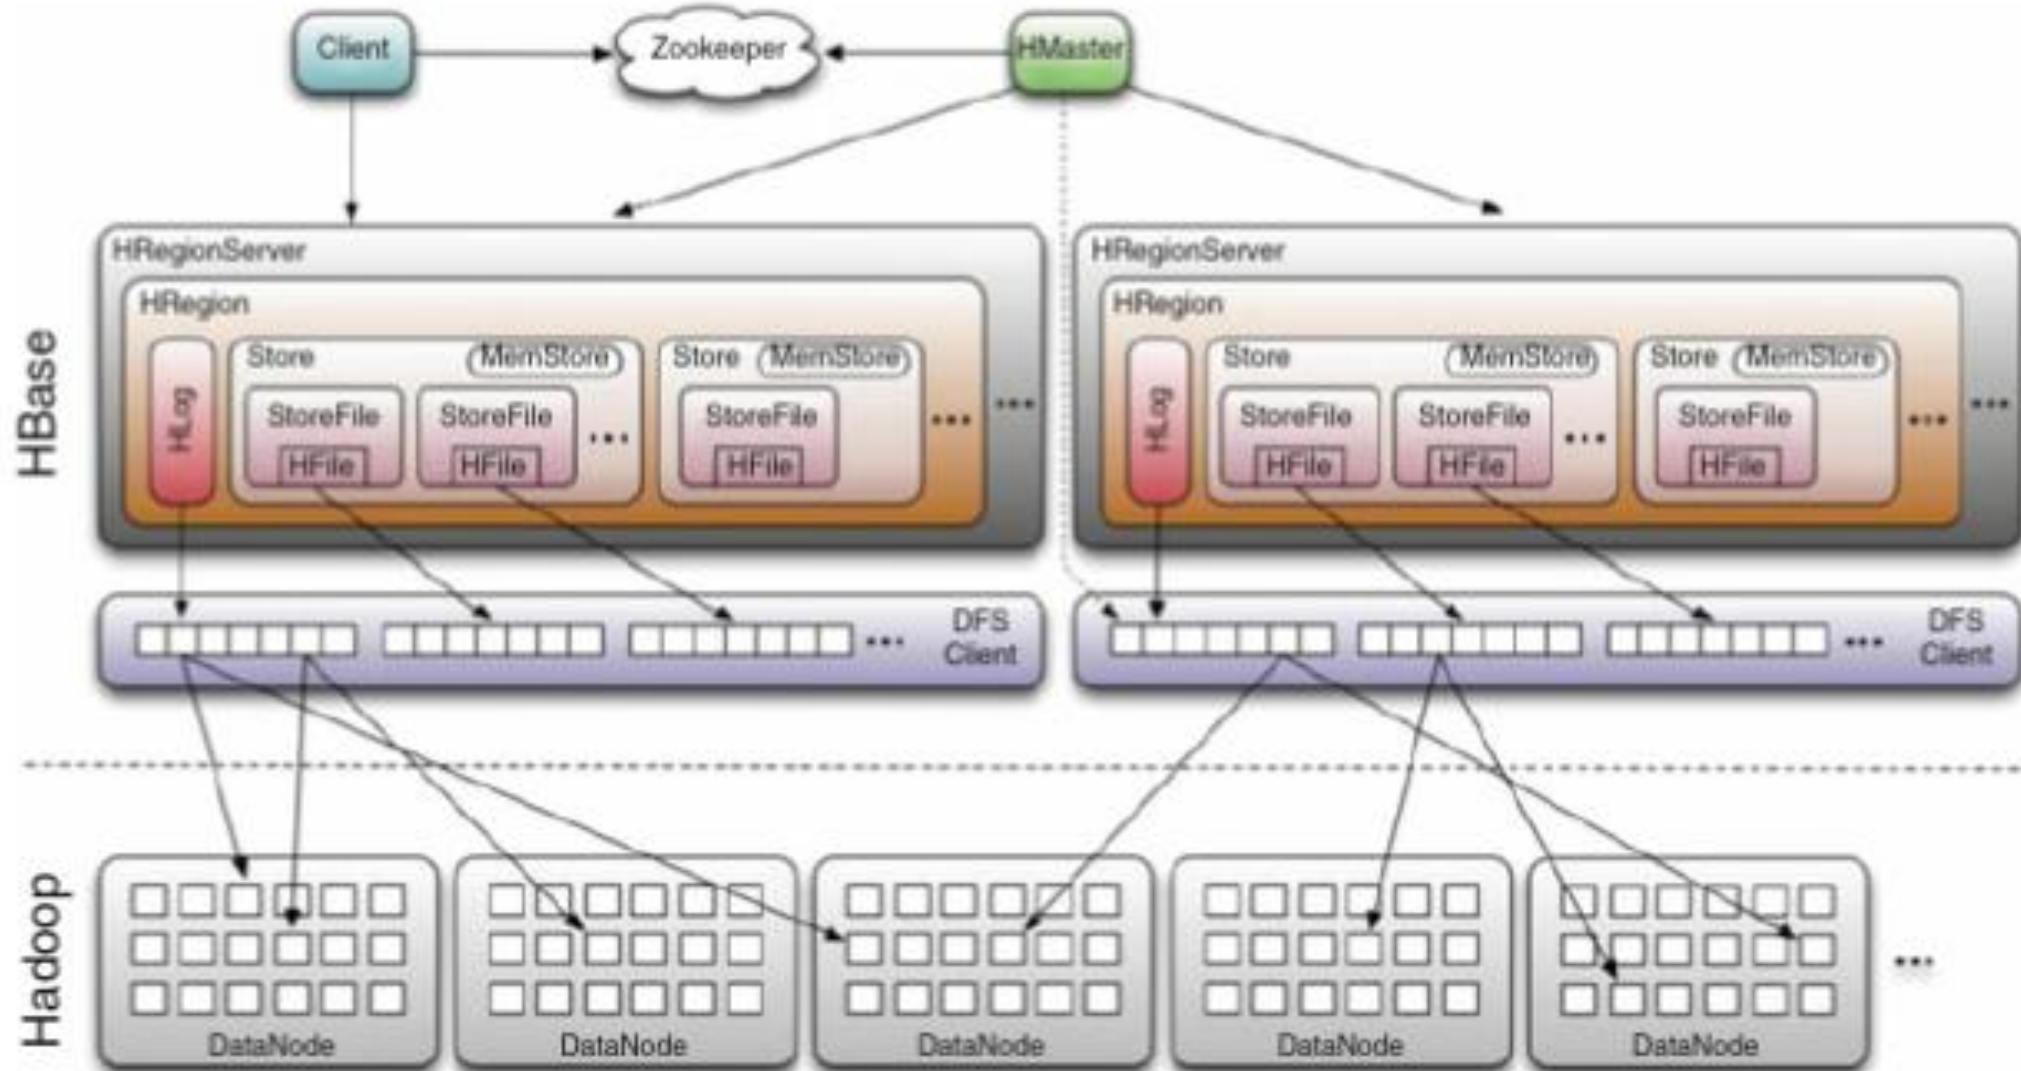 Client
Zookeeper
HMaster
HBase
HRegionServer
HRegion
HLog
Store
MemStore
StoreFile
HFile
StoreFile
HFile
...
Store
MemStore
StoreFile
HFile
...
...
HRegionServer
HRegion
HLog
Store
MemStore
StoreFile
HFile
StoreFile
HFile
...
Store
MemStore
StoreFile
HFile
...
...
...
DFS
Client
...
DFS
Client
Hadoop
DataNode
DataNode
DataNode
DataNode
DataNode
...